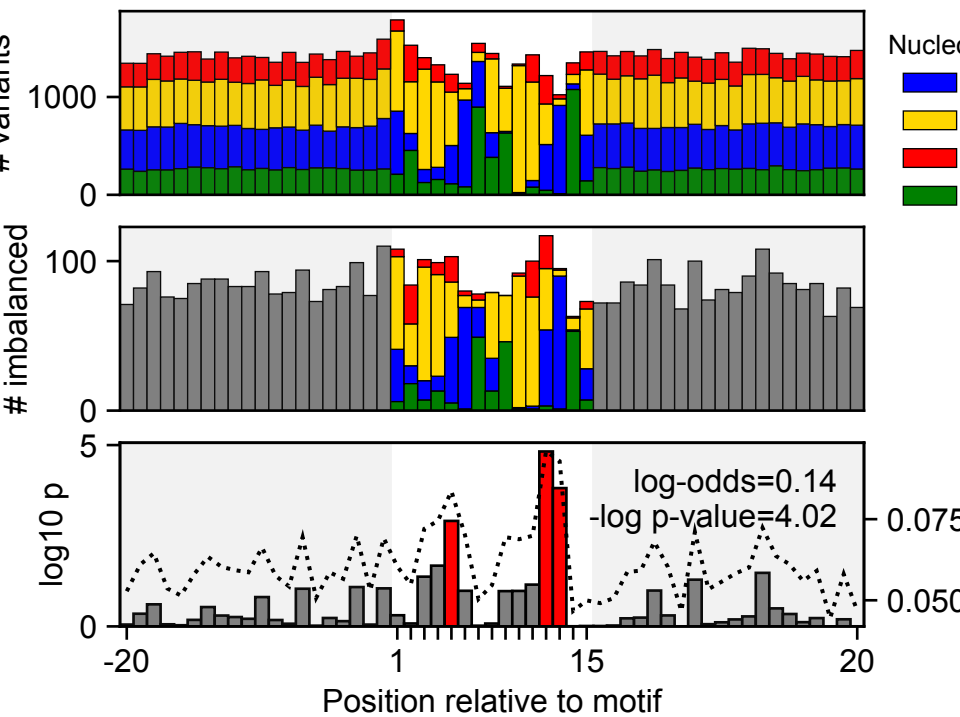 # variants
Nucleo
1000
0
# imbalanced
100
0
log10 p
5
log-odds=0.14
-log p-value=4.02
0.075
0.050
0
-20
1
15
20
Position relative to motif